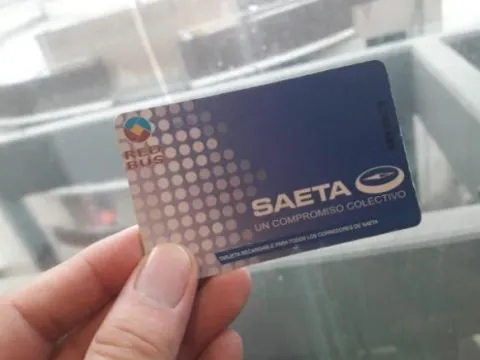 RED
BUS
SAETA
UN COMPROMISO COLECTIVO
TARJETA RECARGABLE PARA TODOS LOS CORREDORES DE SAETA